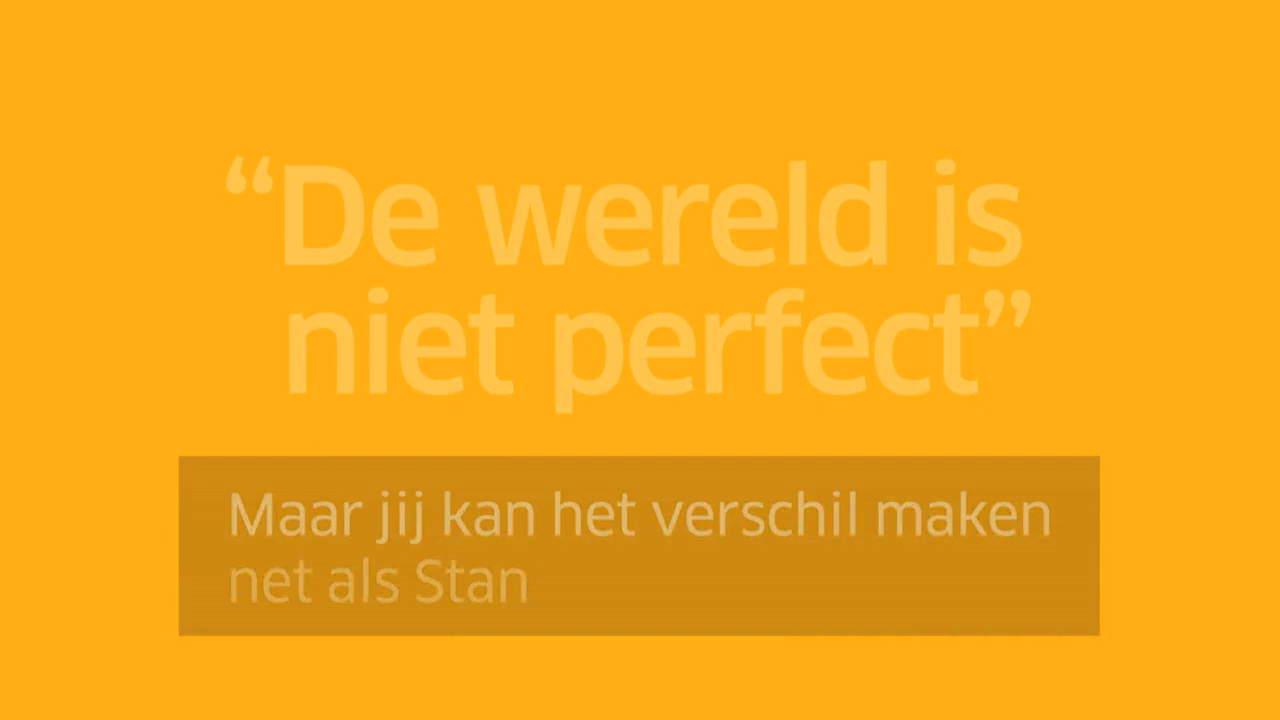 “De wereld is
niet perfect”
Maar jij kan het verschil maken
net als Stan